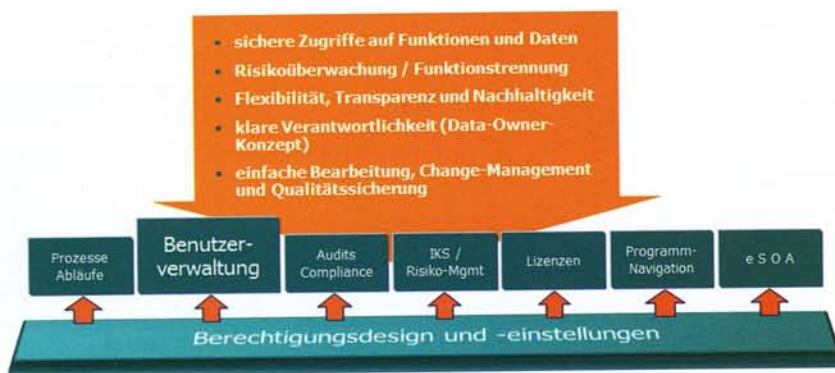 sichere Zugriffe auf Funktionen und Daten
Risikoüberwachung / Funktionstrennung
Flexibilität, Transparenz und Nachhaltigkeit
klare Verantwortlichkeit (Data-Owner-
Konzept)
einfache Bearbeitung, Change-Management
und Qualitätssicherung
Prozesse
Abläufe
Benutzer-
verwaltung
Audits
Compliance
IKS /
Risiko-Mgmt
Lizenzen
Programm-
Navigation
e S O A
Berechtigungsdesign und -einstellungen